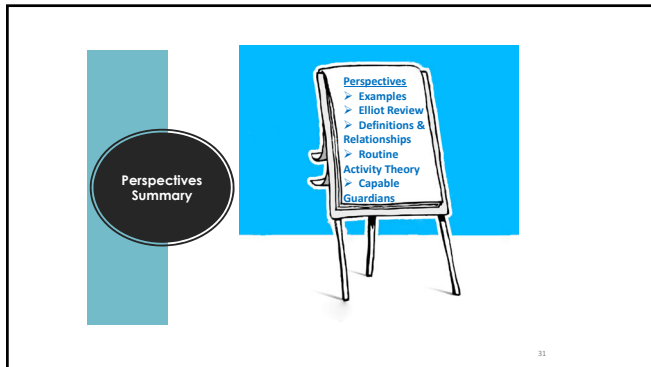 Perspectives
Summary
Perspectives
➢ Examples
➢ Elliot Review
➢ Definitions &
Relationships
➢ Routine
Activity Theory
➢ Capable
Guardians
31